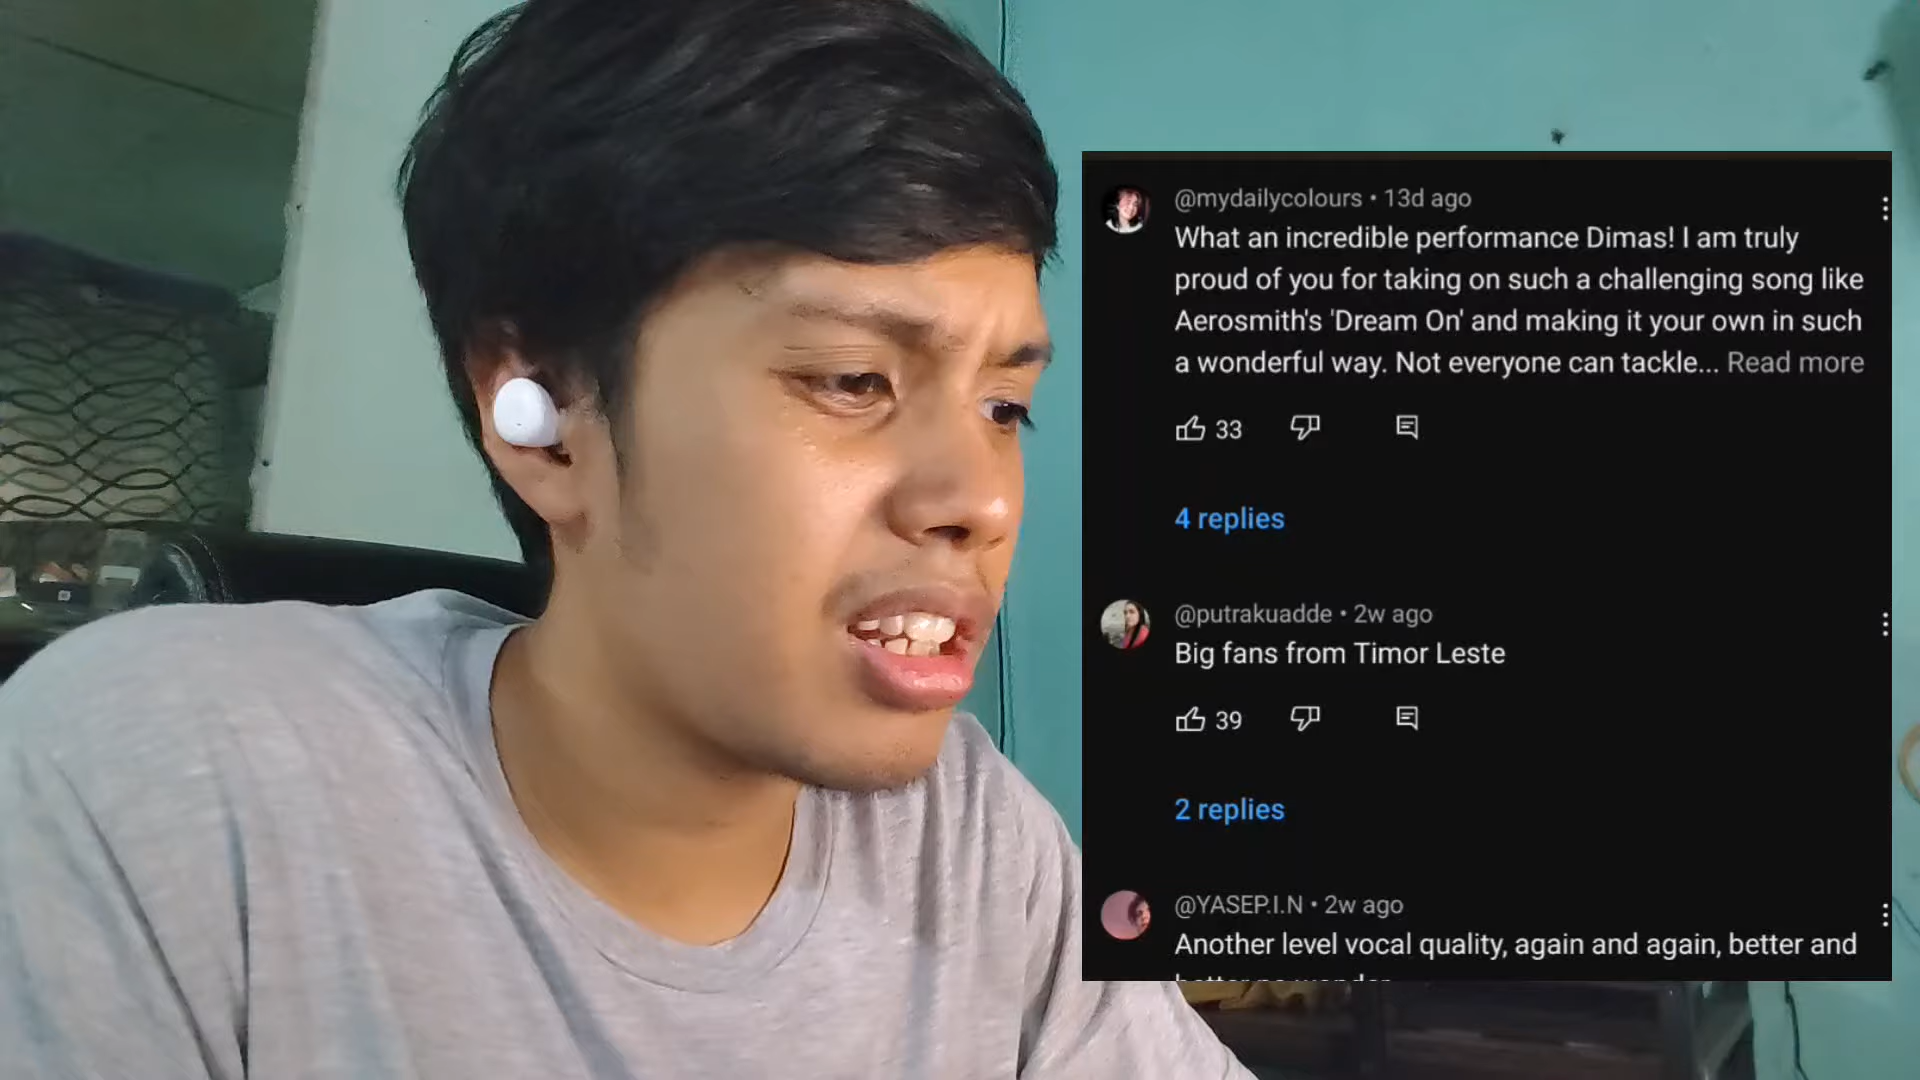 @mydailycolours • 13d ago
What an incredible performance Dimas! I am truly
proud of you for taking on such a challenging song like
Aerosmith's 'Dream On' and making it your own in such
a wonderful way. Not everyone can tackle... Read more
33
4 replies
@putrakuadde • 2w ago
Big fans from Timor Leste
39
2 replies
@YASEP.I.N • 2w ago
Another level vocal quality, again and again, better and